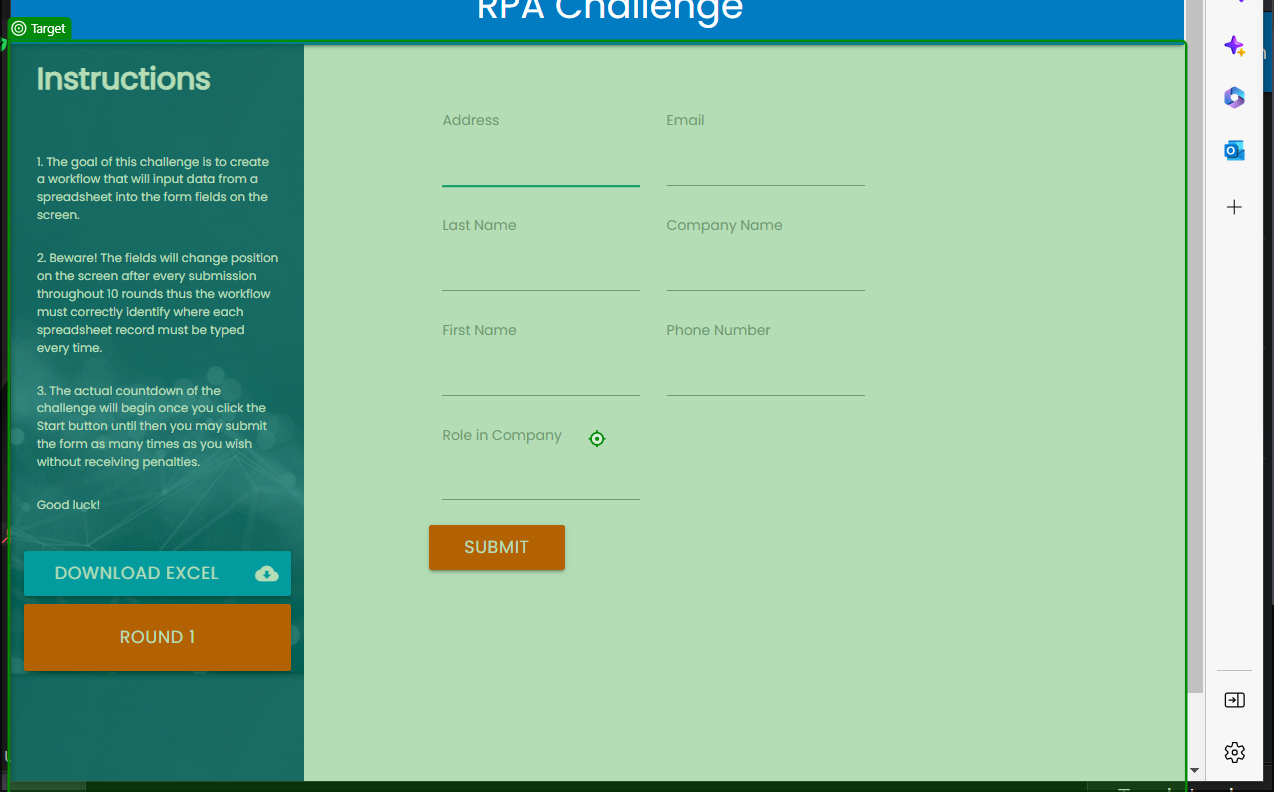 RPA Challenge
Target
Instructions
1. The goal of this challenge is to create
a workflow that will input data from a
spreadsheet into the form fields on the
screen.
2. Beware! The fields will change position
on the screen after every submission
throughout 10 rounds thus the workflow
must correctly identify where each
spreadsheet record must be typed
every time.
3. The actual countdown of the
challenge will begin once you click the
Start button until then you may submit
the form as many times as you wish
without receiving penalties.
Good luck!
DOWNLOAD EXCEL
ROUND 1
Address
Email
Last Name
Company Name
First Name
Phone Number
Role in Company
SUBMIT